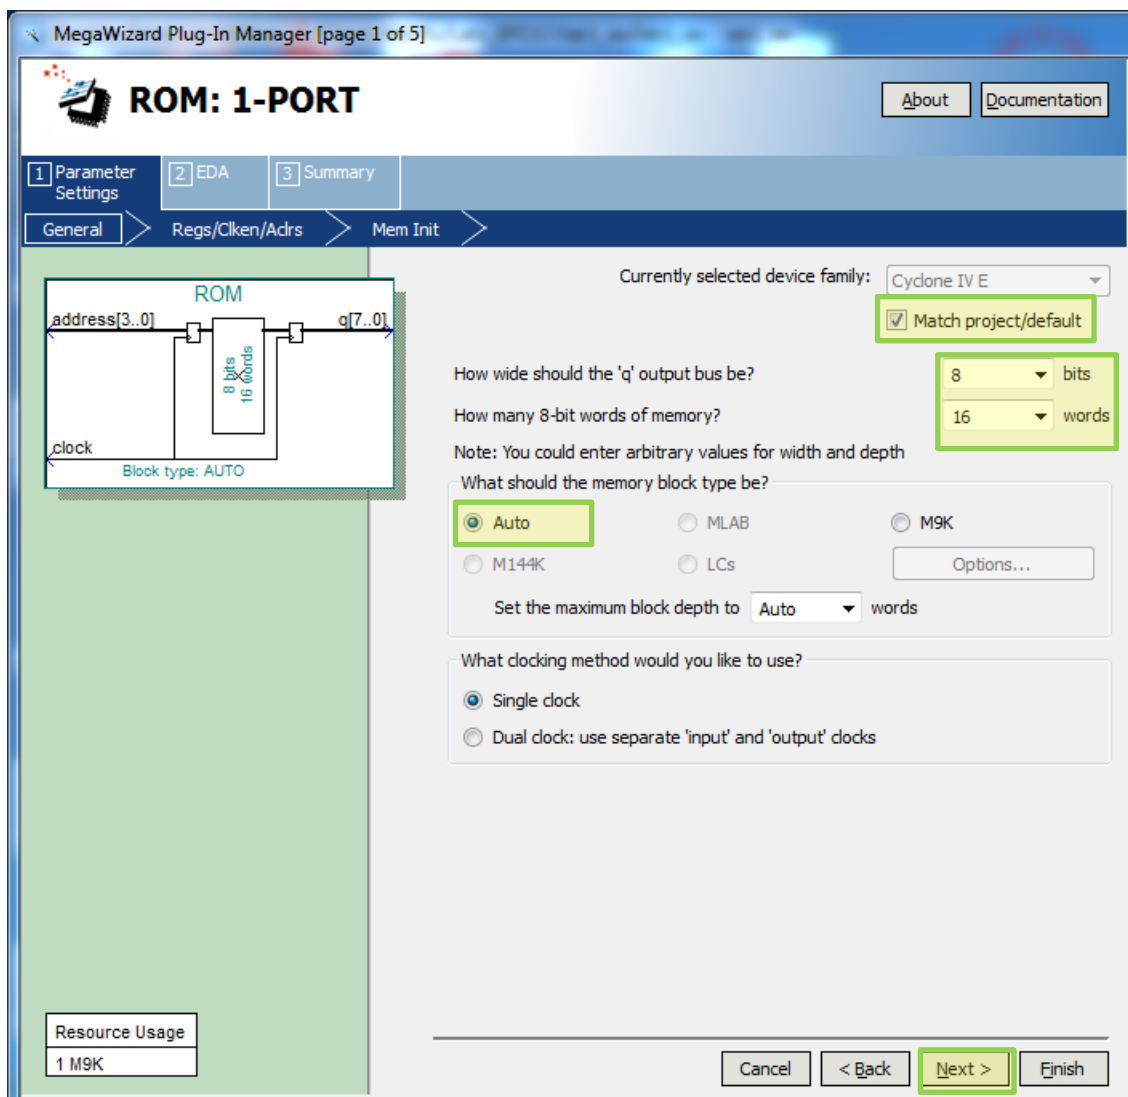 MegaWizard Plug-In Manager [page 1 of 5]
ROM: 1-PORT
About
Documentation
1 Parameter Settings
2 EDA
3 Summary
General
Regs/Clken/Aclrs
Mem Init
ROM
address[3..0]
q[7..0]
8 bits
16 words
clock
Block type: AUTO
Currently selected device family:
Cyclone IV E
Match project/default
How wide should the 'q' output bus be?
8
bits
How many 8-bit words of memory?
16
words
Note: You could enter arbitrary values for width and depth
What should the memory block type be?
Auto
MLAB
M9K
M144K
LCs
Options...
Set the maximum block depth to
Auto
words
What clocking method would you like to use?
Single clock
Dual clock: use separate 'input' and 'output' clocks
Resource Usage
1 M9K
Cancel
< Back
Next >
Finish